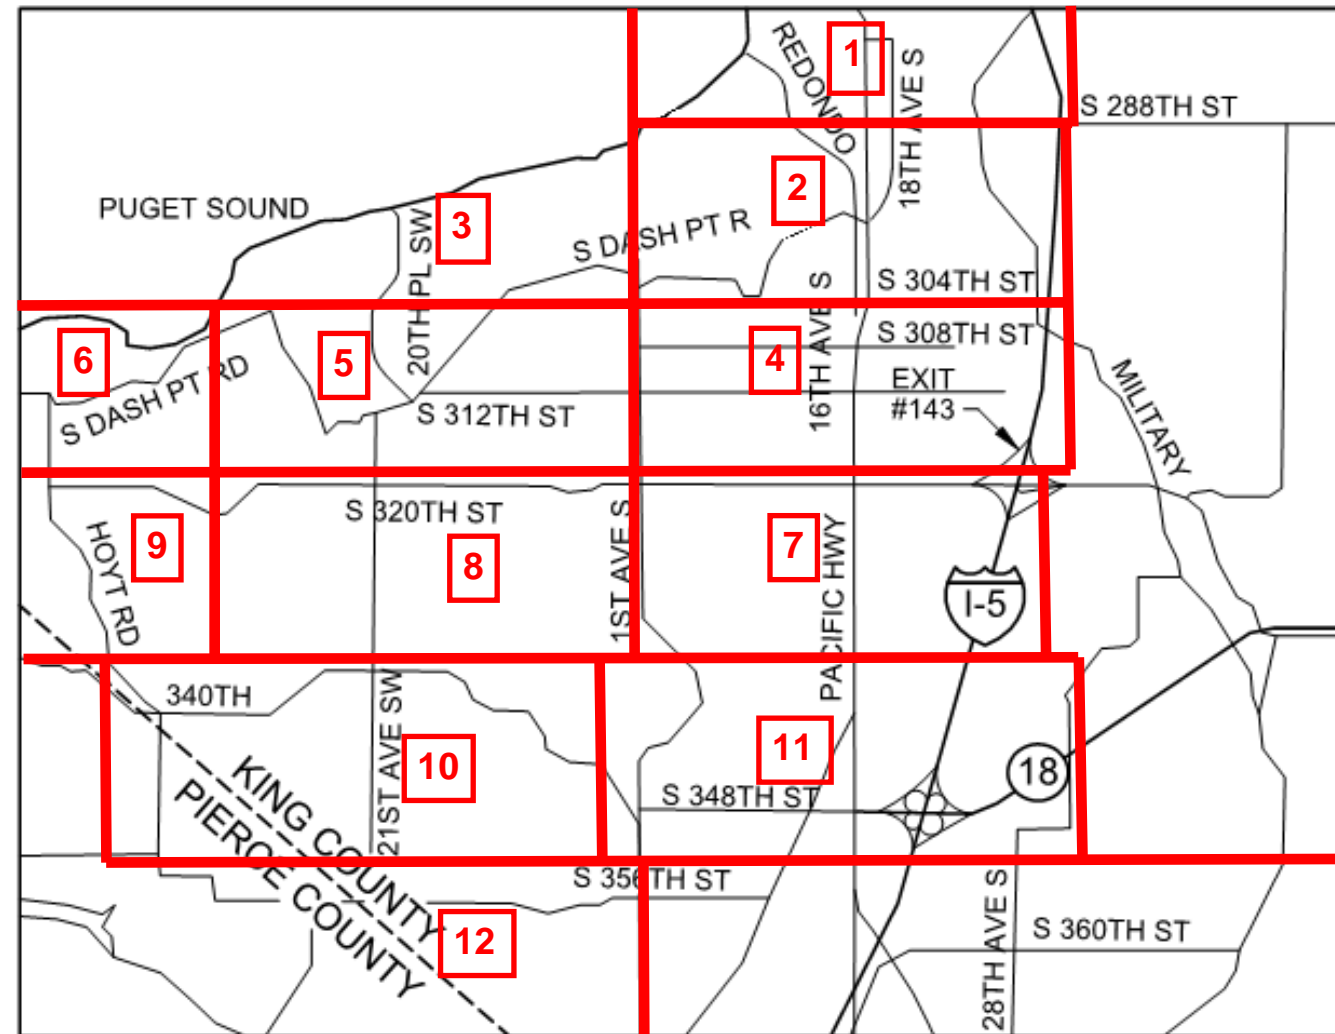 REDONDO
1
18TH AVE S
S 288TH ST
2
PUGET SOUND
3
20TH PL SW
S DASH PT R
S 304TH ST
16TH AVE S
S 308TH ST
6
5
4
S DASH PT RD
EXIT
#143
S 312TH ST
MILITARY
S 320TH ST
HOYT RD
9
8
1ST AVE S
7
PACIFIC HWY
I-5
340TH
21ST AVE SW
10
11
18
S 348TH ST
KING COUNTY
PIERCE COUNTY
S 356TH ST
12
28TH AVE S
S 360TH ST